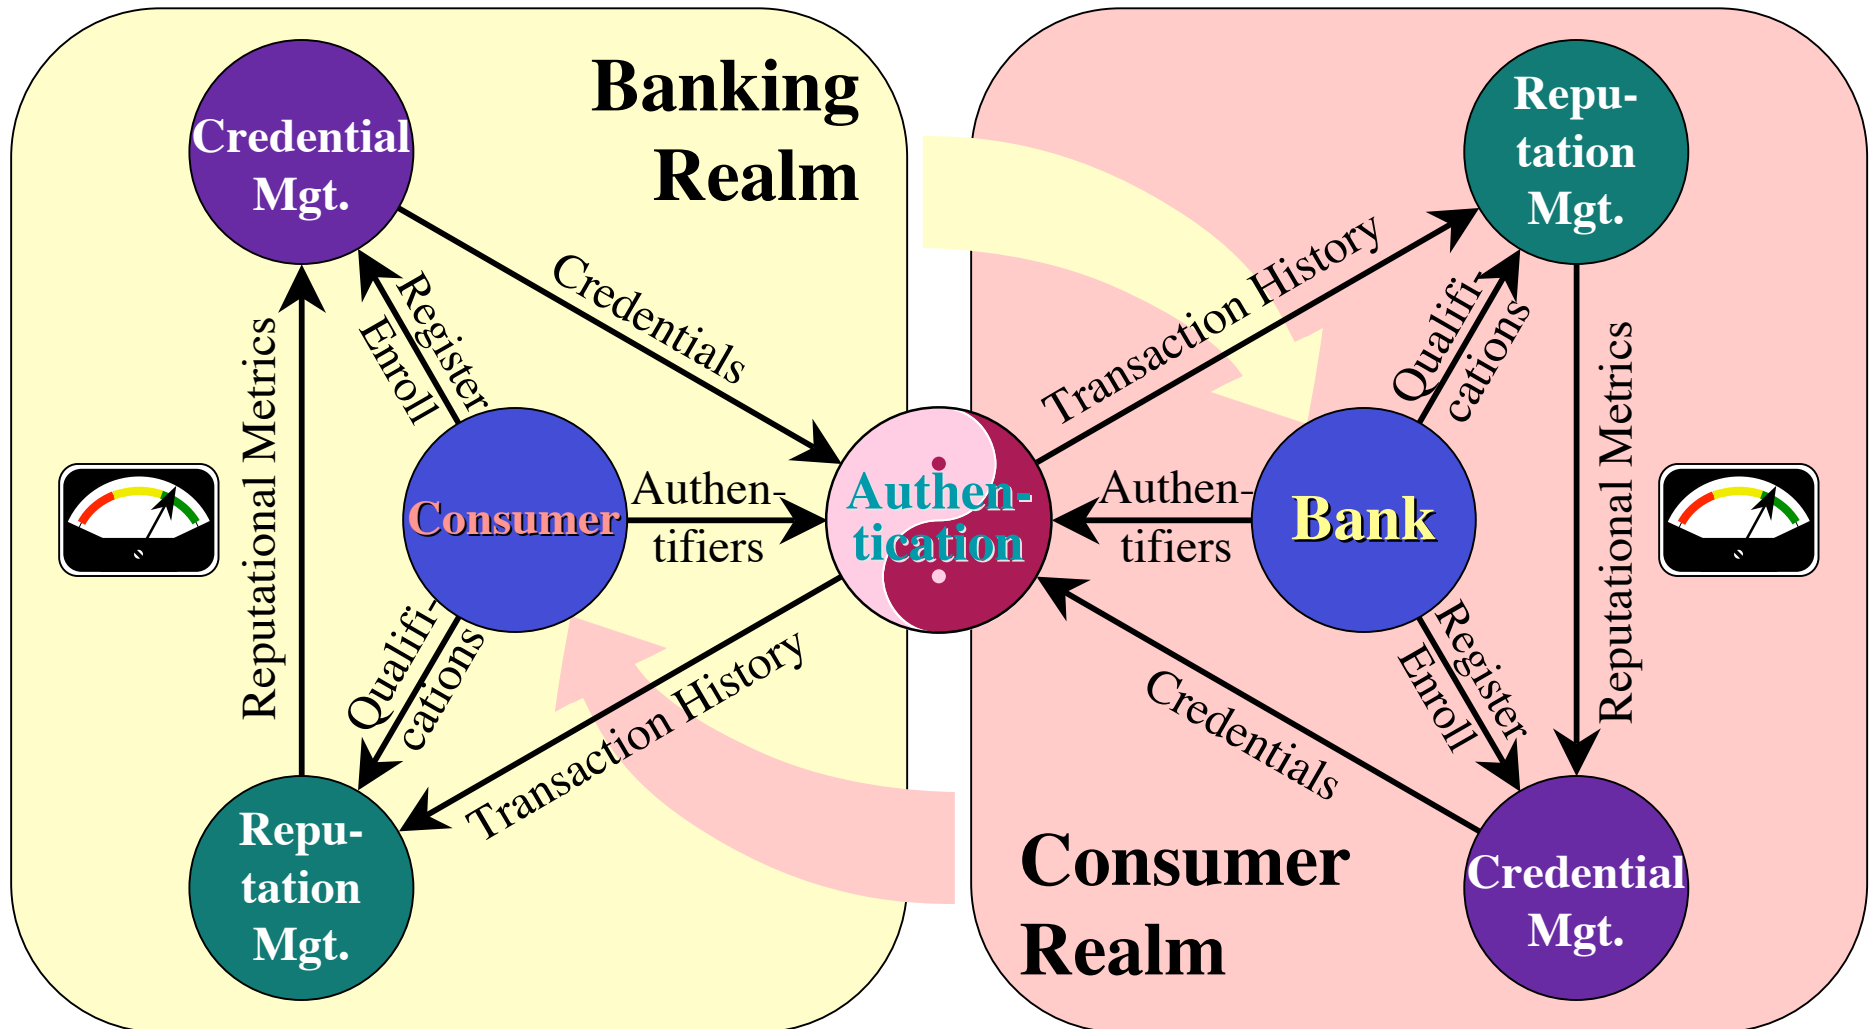 Banking
Realm
Credential
Mgt.
Credentials
Register
Enroll
Reputational Metrics
Consumer
Authen-
tifiers
Qualifi-
cations
Transaction History
Repu-
tation
Mgt.
Authen-
tication
Repu-
tation
Mgt.
Transaction History
Qualifi-
cations
Reputational Metrics
Authen-
tifiers
Bank
Register
Enroll
Credentials
Credential
Mgt.
Consumer
Realm